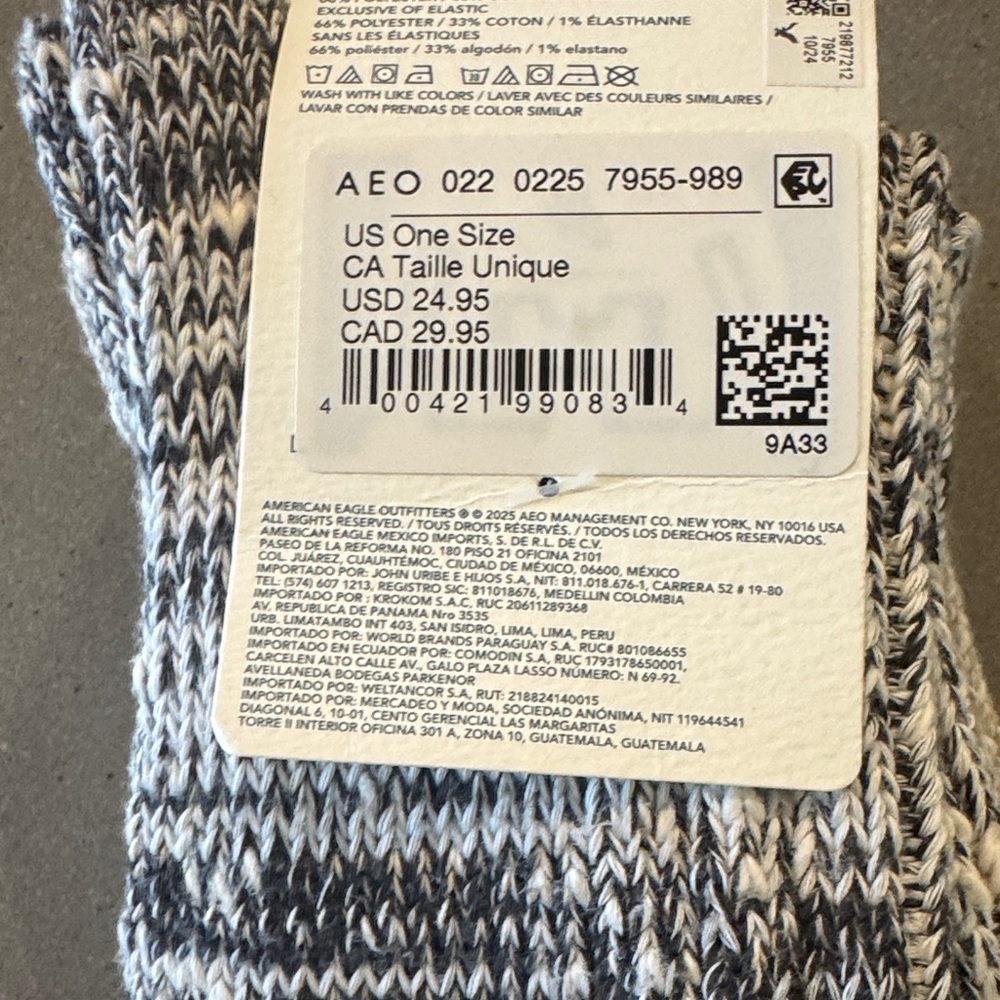 EXCLUSIVE OF ELASTIC
66% POLYESTER / 33% COTON / 1% ÉLASTHANNE
SANS LES ÉLASTIQUES
66% poliéster / 33% algodón / 1% elastano
WASH WITH LIKE COLORS / LAVER AVEC DES COULEURS SIMILAIRES /
LAVAR CON PRENDAS DE COLOR SIMILAR
219877212
7955
10/24
AEO 022 0225 7955-989
US One Size
CA Taille Unique
USD 24.95
CAD 29.95
4 00421 99083 4
9A33
AMERICAN EAGLE OUTFITTERS ® © 2025 AEO MANAGEMENT CO. NEW YORK, NY 10016 USA
ALL RIGHTS RESERVED. / TOUS DROITS RÉSERVÉS. / TODOS LOS DERECHOS RESERVADOS.
AMERICAN EAGLE MEXICO IMPORTS, S. DE R.L. DE C.V.
PASEO DE LA REFORMA NO. 180 PISO 21 OFICINA 2101
COL. JUÁREZ, CUAUHTÉMOC, CIUDAD DE MÉXICO, 06600, MÉXICO
IMPORTADO POR: JOHN URIBE E HIJOS S.A, NIT: 811.018.676-1, CARRERA 52 # 19-80
TEL: (574) 607 1213, REGISTRO SIC: 811018676, MEDELLIN COLOMBIA
IMPORTADO POR : KROKOM S.A.C, RUC 20611289368
AV. REPUBLICA DE PANAMA Nro 3535
URB. LIMATAMBO INT 403, SAN ISIDRO, LIMA, LIMA, PERU
IMPORTADO POR: WORLD BRANDS PARAGUAY S.A. RUC# 801086655
IMPORTADO EN ECUADOR POR: COMODIN S.A, RUC 1793178650001,
CARCELEN ALTO CALLE AV., GALO PLAZA LASSO NÚMERO: N 69-92.
AVELLANEDA BODEGAS PARKENOR
IMPORTADO POR: WELTANCOR S.A, RUT: 218824140015
IMPORTADO POR: MERCADEO Y MODA, SOCIEDAD ANÓNIMA, NIT 119644541
DIAGONAL 6, 10-01, CENTO GERENCIAL LAS MARGARITAS
TORRE II INTERIOR OFICINA 301 A, ZONA 10, GUATEMALA, GUATEMALA